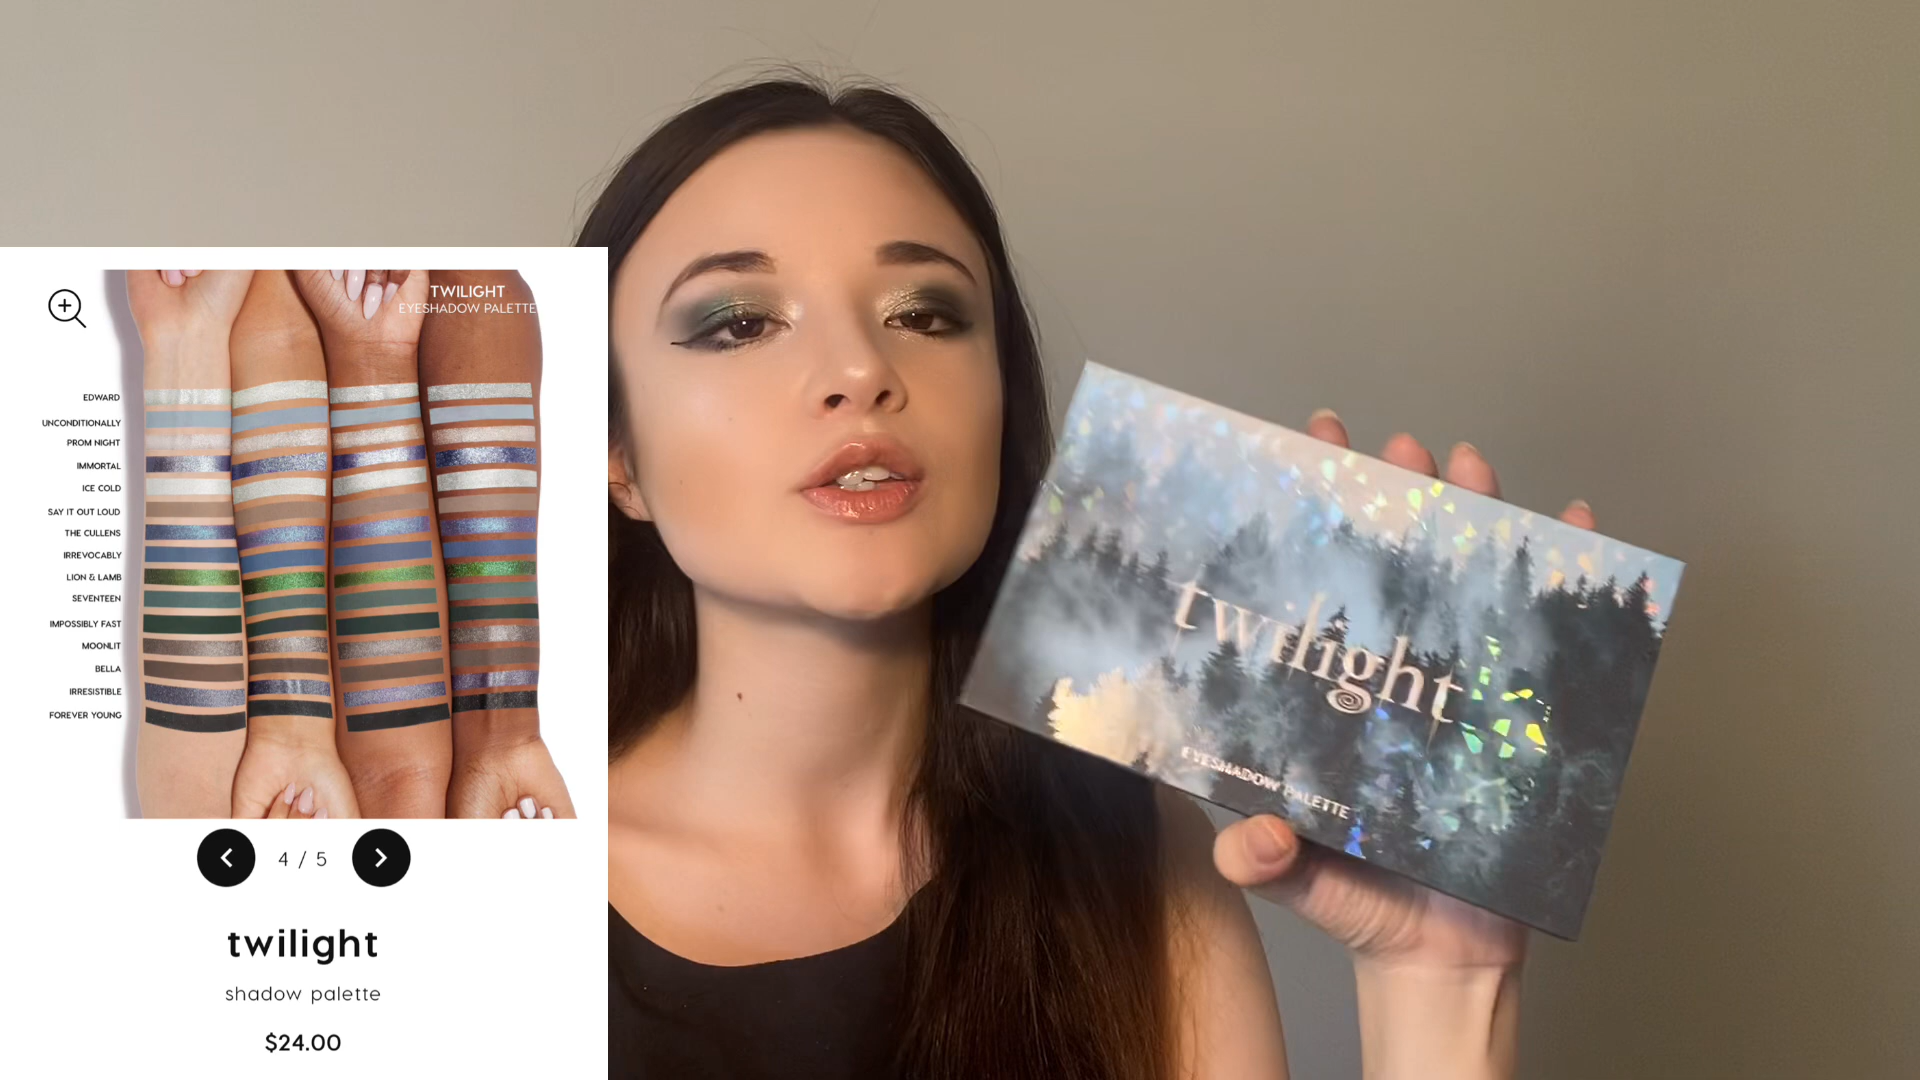 TWILIGHT
EYESHADOW PALETTE
EDWARD
UNCONDITIONALLY
PROM NIGHT
IMMORTAL
ICE COLD
SAY IT OUT LOUD
THE CULLENS
IRREVOCABLY
LION & LAMB
SEVENTEEN
IMPOSSIBLY FAST
MOONLIT
BELLA
IRRESISTIBLE
FOREVER YOUNG
4 / 5
twilight
shadow palette
$24.00
twilight
EYESHADOW PALETTE